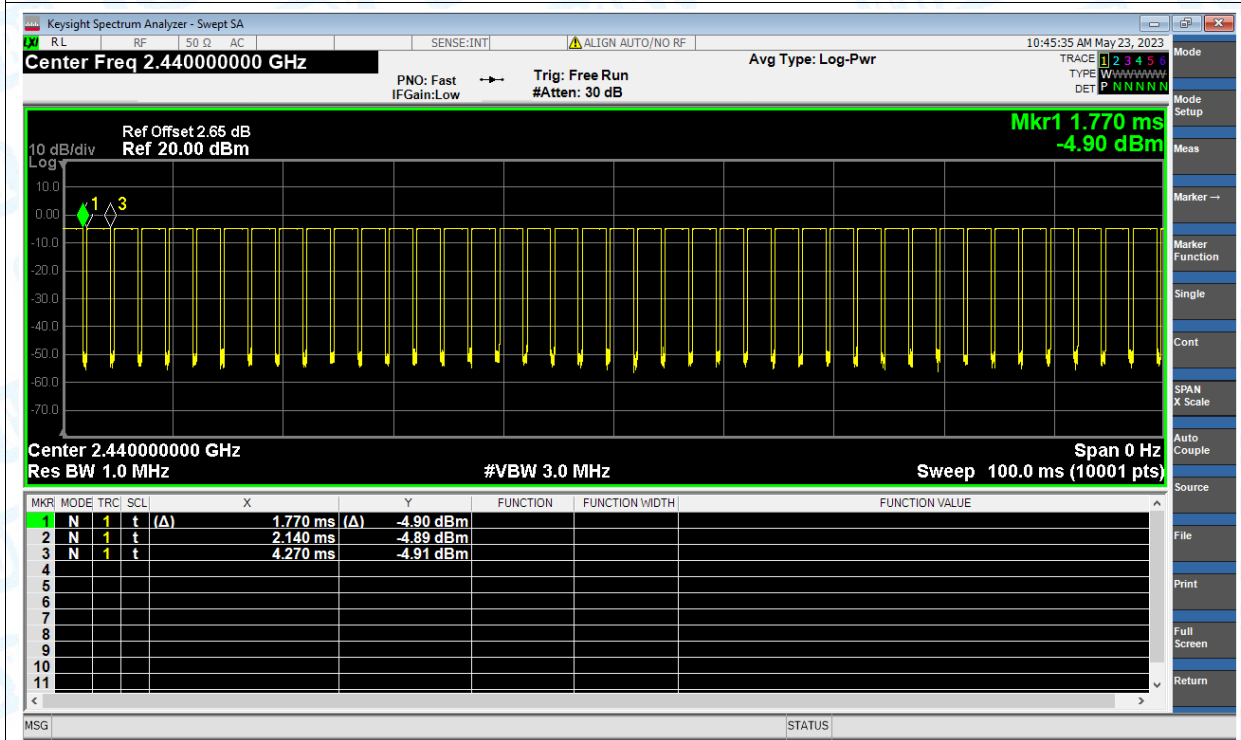 Keysight Spectrum Analyzer - Swept SA
LXI RL RF 50 Ω AC SENSE:INT ALIGN AUTO/NO RF 10:45:35 AM May 23, 2023
Center Freq 2.440000000 GHz
PNO: Fast
IFGain:Low
Trig: Free Run
#Atten: 30 dB
Avg Type: Log-Pwr
TRACE 1 2 3 4 5 6
TYPE WWWWWW
DET P N N N N N
Mkr1 1.770 ms
-4.90 dBm
Ref Offset 2.65 dB
10 dB/div Ref 20.00 dBm
Log
10.0
0.00
-10.0
-20.0
-30.0
-40.0
-50.0
-60.0
-70.0
1
3
Center 2.440000000 GHz Span 0 Hz
Res BW 1.0 MHz #VBW 3.0 MHz Sweep 100.0 ms (10001 pts)
MKR MODE TRC SCL X Y FUNCTION FUNCTION WIDTH FUNCTION VALUE
1 N 1 t (Δ) 1.770 ms (Δ) -4.90 dBm
2 N 1 t 2.140 ms -4.89 dBm
3 N 1 t 4.270 ms -4.91 dBm
4
5
6
7
8
9
10
11
MSG STATUS
Mode
Mode
Setup
Meas
Marker →
Marker
Function
Single
Cont
SPAN
X Scale
Auto
Couple
Source
File
Print
Full
Screen
Return